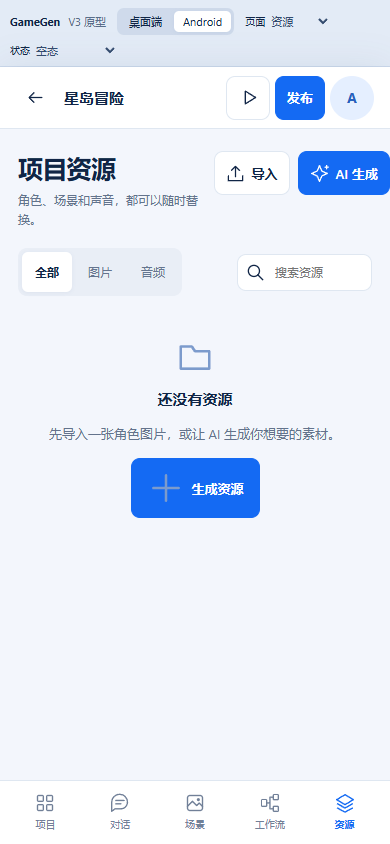 GameGen V3 原型 桌面端 Android 页面 资源
状态 空态
星岛冒险 发布 A
项目资源 导入 AI 生成
角色、场景和声音，都可以随时替
换。
全部 图片 音频 搜索资源
还没有资源
先导入一张角色图片，或让 AI 生成你想要的素材。
生成资源
项目 对话 场景 工作流 资源